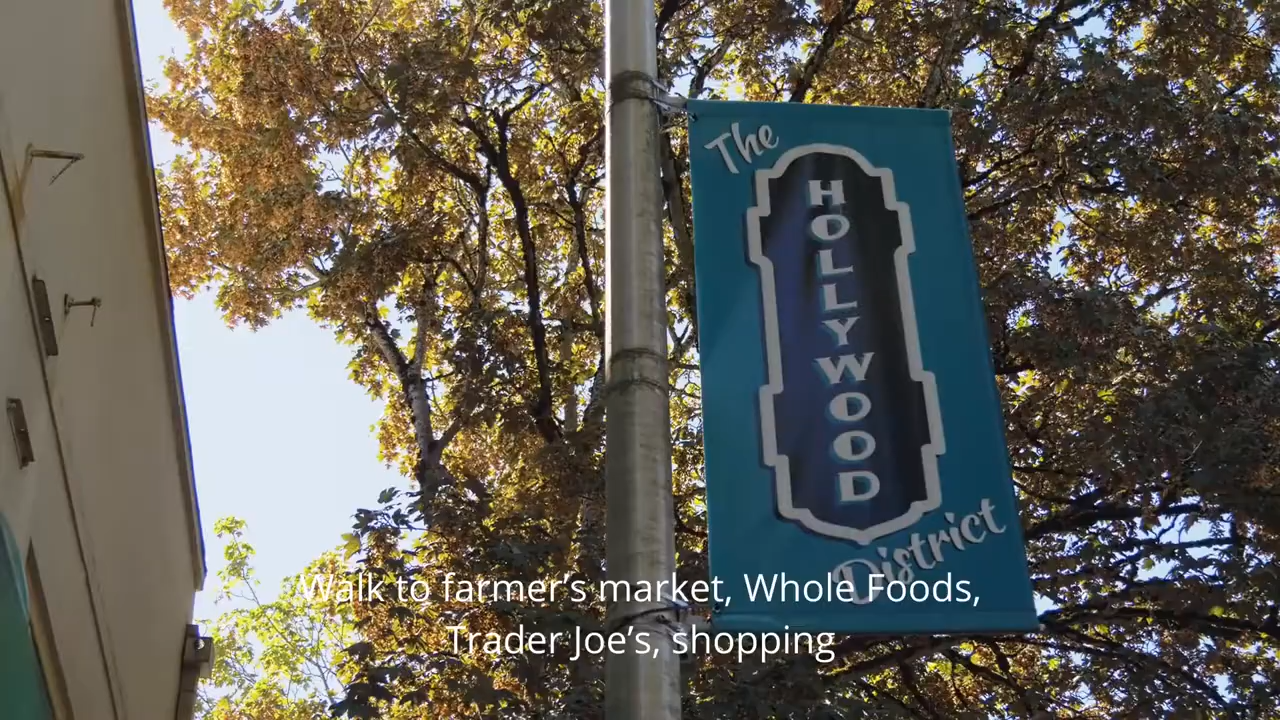 The
HOLLYWOOD
District
Walk to farmer’s market, Whole Foods,
Trader Joe’s, shopping